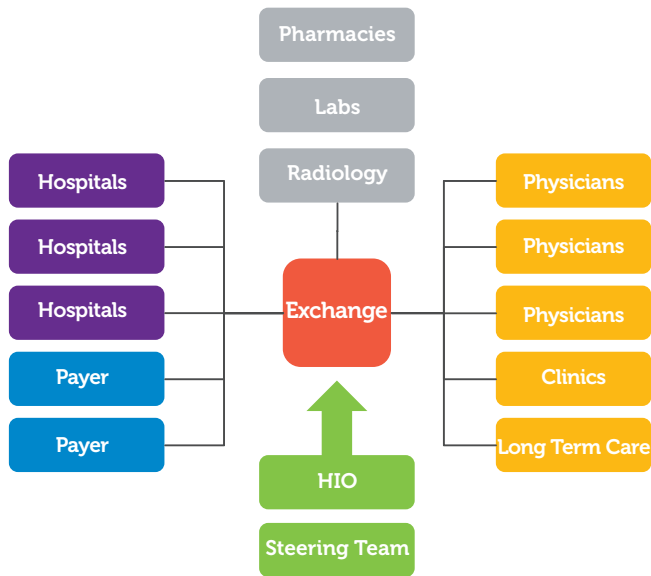 Pharmacies
Labs
Radiology
Hospitals
Hospitals
Hospitals
Payer
Payer
Exchange
Physicians
Physicians
Physicians
Clinics
Long Term Care
HIO
Steering Team